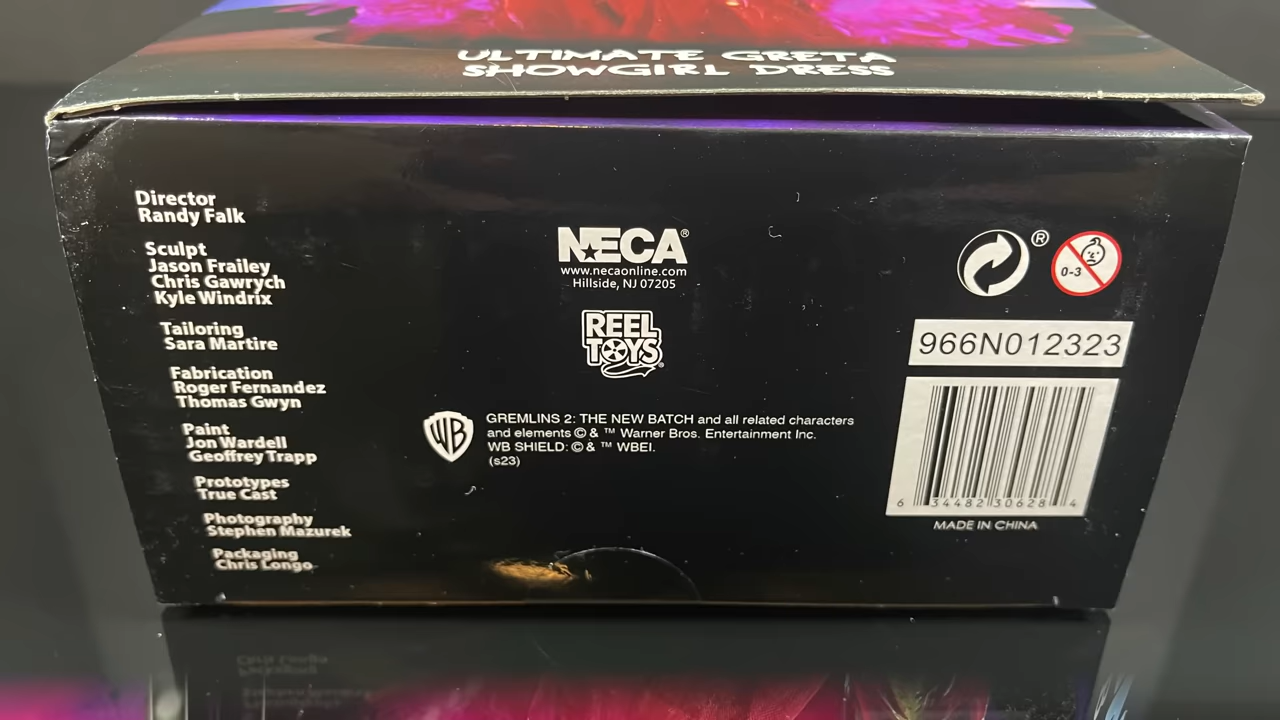 ULTIMATE GRETA
SHOWGIRL DRESS
Director
Randy Falk
Sculpt
Jason Frailey
Chris Gawrych
Kyle Windrix
Tailoring
Sara Martire
Fabrication
Roger Fernandez
Thomas Gwyn
Paint
Jon Wardell
Geoffrey Trapp
Prototypes
True Cast
Photography
Stephen Mazurek
Packaging
Chris Longo
NECA®
www.necaonline.com
Hillside, NJ 07205
REEL
TOYS®
WB
GREMLINS 2: THE NEW BATCH and all related characters
and elements © & ™ Warner Bros. Entertainment Inc.
WB SHIELD: © & ™ WBEI.
(s23)
®
0-3
966N012323
6 34482 30628 4
MADE IN CHINA